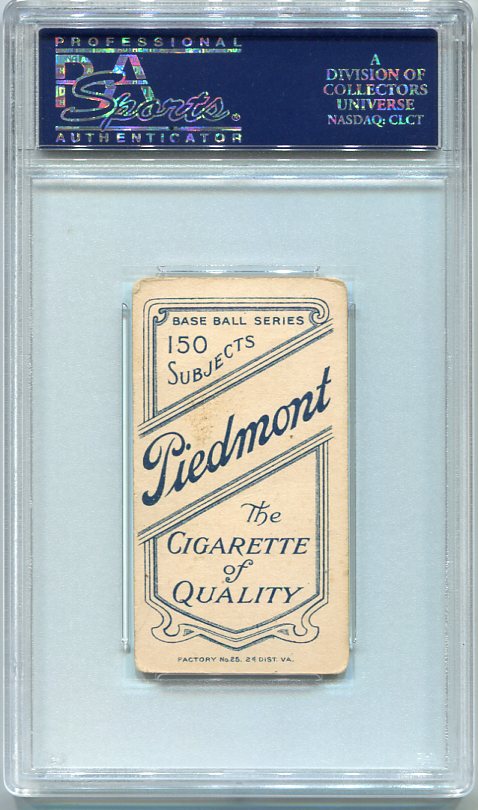 PROFESSIONAL
PSA
Sports.
AUTHENTICATOR
A
DIVISION OF
COLLECTORS
UNIVERSE
NASDAQ: CLCT
BASE BALL SERIES
150
SUBJECTS
Piedmont
The
CIGARETTE
of
QUALITY
FACTORY No. 25. 2d DIST. VA.